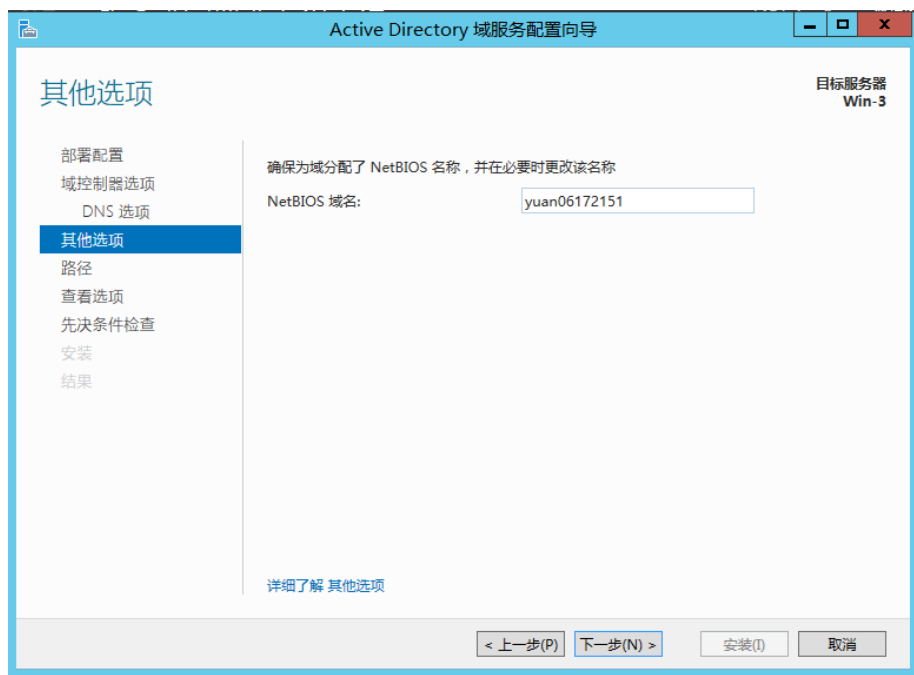 Active Directory 域服务配置向导
其他选项
目标服务器
Win-3
部署配置
域控制器选项
DNS 选项
其他选项
路径
查看选项
先决条件检查
安装
结果
确保为域分配了 NetBIOS 名称，并在必要时更改该名称
NetBIOS 域名: yuan06172151
详细了解 其他选项
< 上一步(P) 下一步(N) > 安装(I) 取消